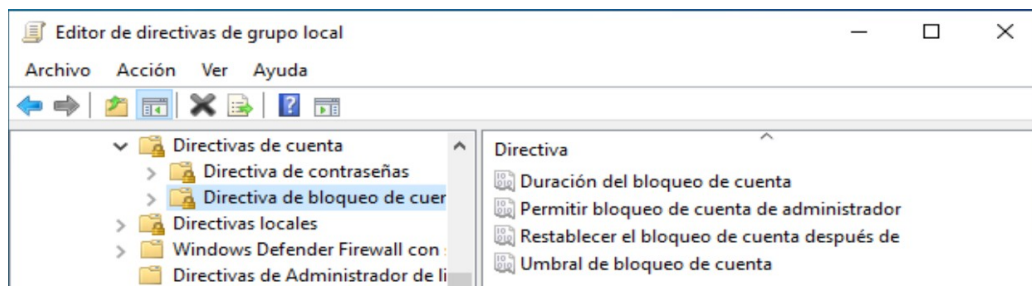 Editor de directivas de grupo local
Archivo Acción Ver Ayuda
Directivas de cuenta
Directiva de contraseñas
Directiva de bloqueo de cuer
Directivas locales
Windows Defender Firewall con
Directivas de Administrador de li
Directiva
Duración del bloqueo de cuenta
Permitir bloqueo de cuenta de administrador
Restablecer el bloqueo de cuenta después de
Umbral de bloqueo de cuenta